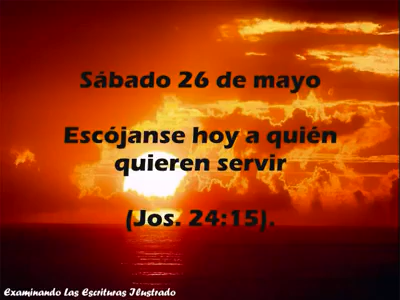 Sábado 26 de mayo
Escójanse hoy a quién
quieren servir
(Jos. 24:15).
Examinando Las Escrituras Ilustrado